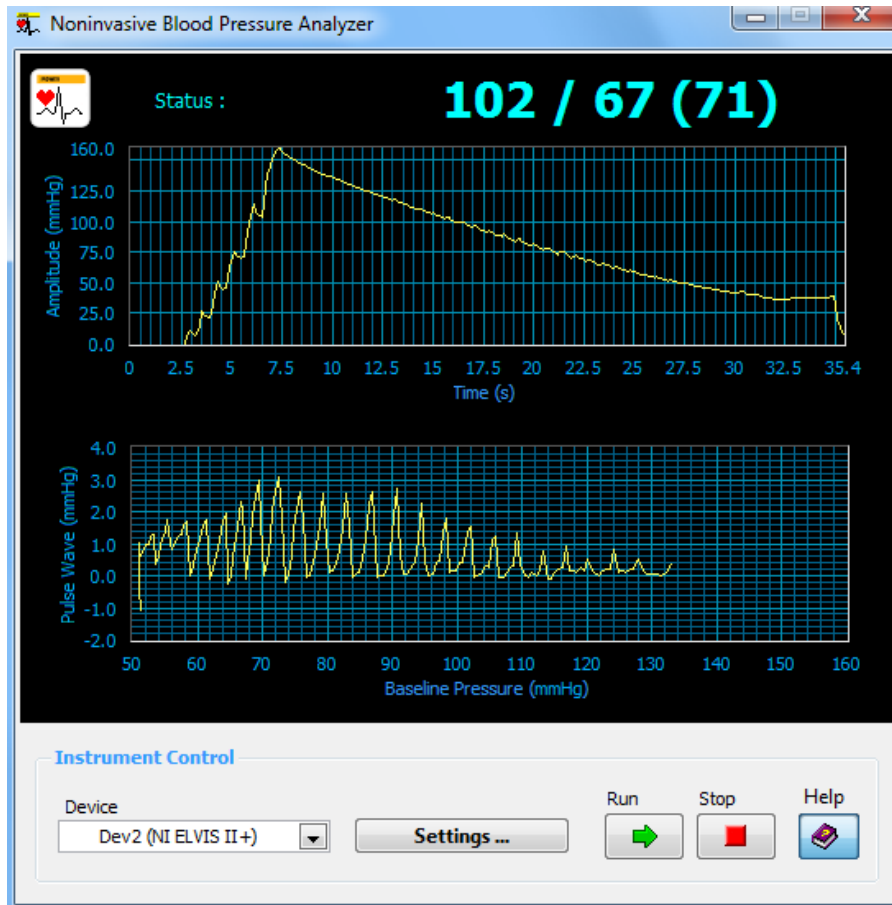 Noninvasive Blood Pressure Analyzer
POWER
Status :
102 / 67 (71)
Amplitude (mmHg)
160.0
125.0
100.0
75.0
50.0
25.0
0.0
0 2.5 5 7.5 10 12.5 15 17.5 20 22.5 25 27.5 30 32.5 35.4
Time (s)
Pulse Wave (mmHg)
4.0
3.0
2.0
1.0
0.0
-1.0
-2.0
50 60 70 80 90 100 110 120 130 140 150 160
Baseline Pressure (mmHg)
Instrument Control
Device
Dev2 (NI ELVIS II+)
Settings ...
Run
Stop
Help